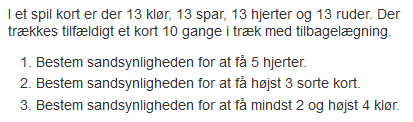 I et spil kort er der 13 klør, 13 spar, 13 hjerter og 13 ruder. Der
trækkes tilfældigt et kort 10 gange i træk med tilbagelægning.
1. Bestem sandsynligheden for at få 5 hjerter.
2. Bestem sandsynligheden for at få højst 3 sorte kort.
3. Bestem sandsynligheden for at få mindst 2 og højst 4 klør.